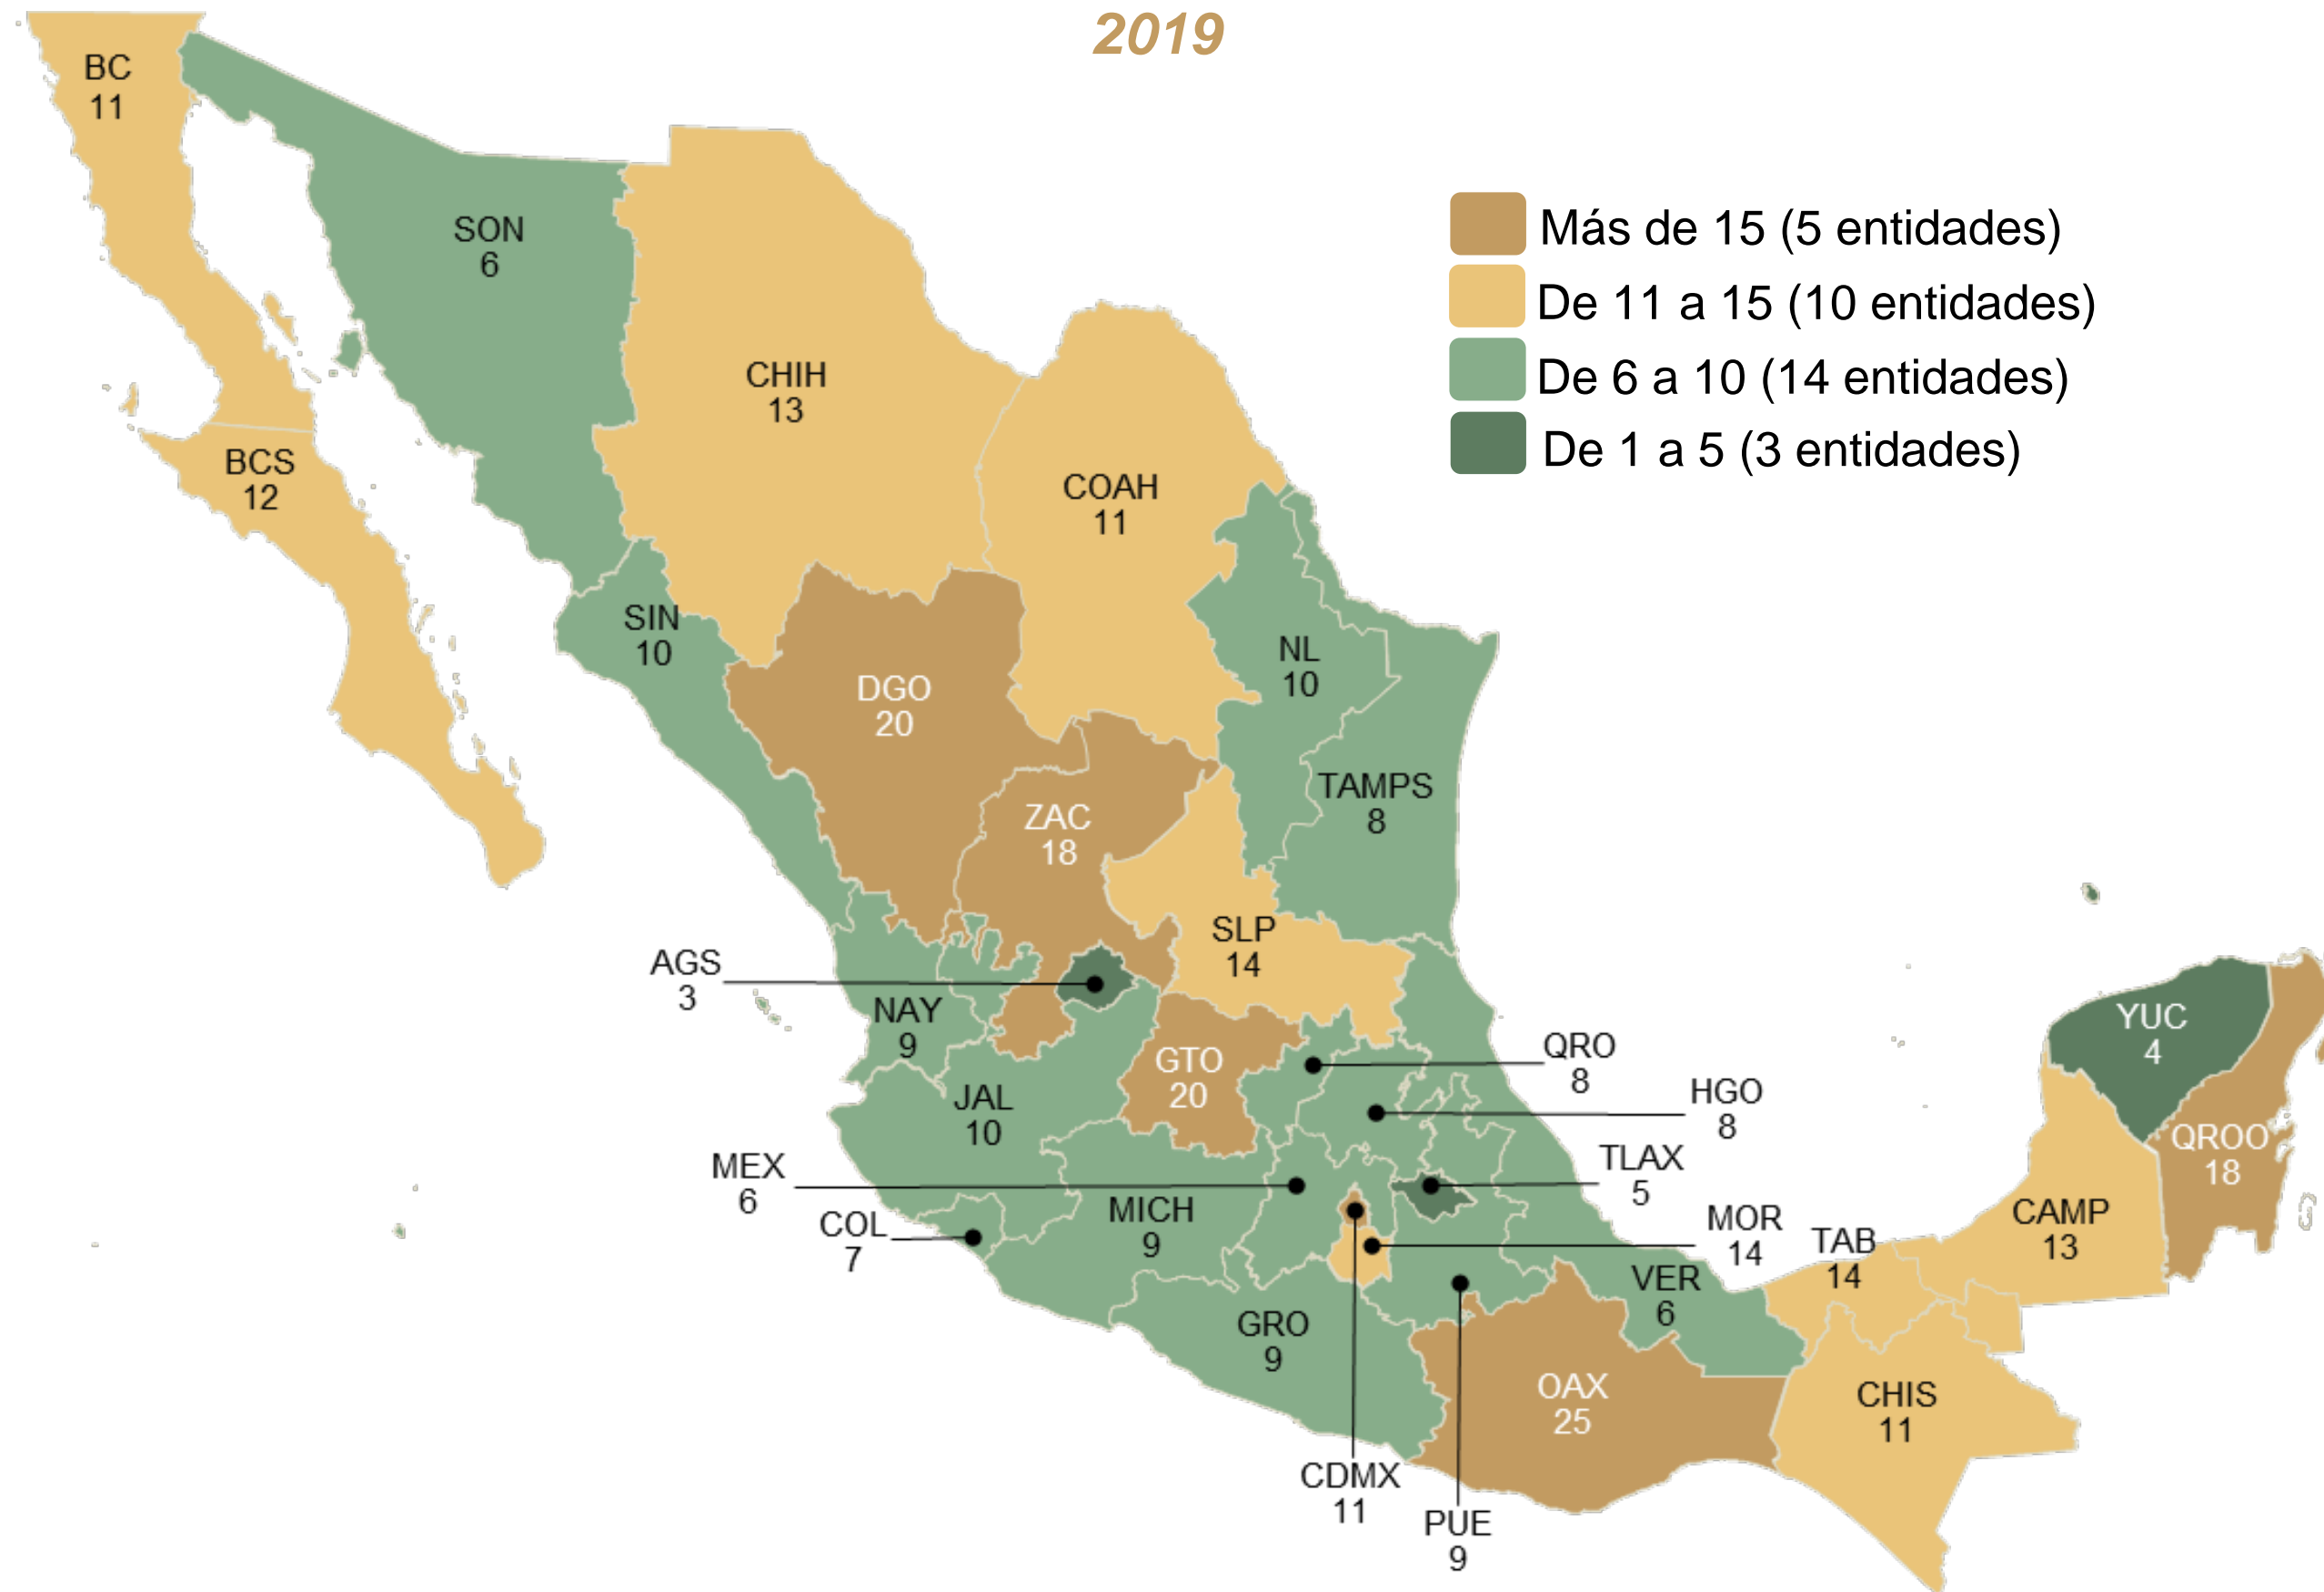 2019
BC
11
SON
6
Más de 15 (5 entidades)
De 11 a 15 (10 entidades)
De 6 a 10 (14 entidades)
De 1 a 5 (3 entidades)
CHIH
13
BCS
12
COAH
11
SIN
10
NL
10
DGO
20
TAMPS
8
ZAC
18
SLP
14
AGS
3
NAY
9
YUC
4
GTO
20
QRO
8
HGO
8
JAL
10
QROO
18
MEX
6
TLAX
5
MICH
9
COL
7
MOR
14
TAB
14
CAMP
13
VER
6
GRO
9
OAX
25
CHIS
11
CDMX
11
PUE
9